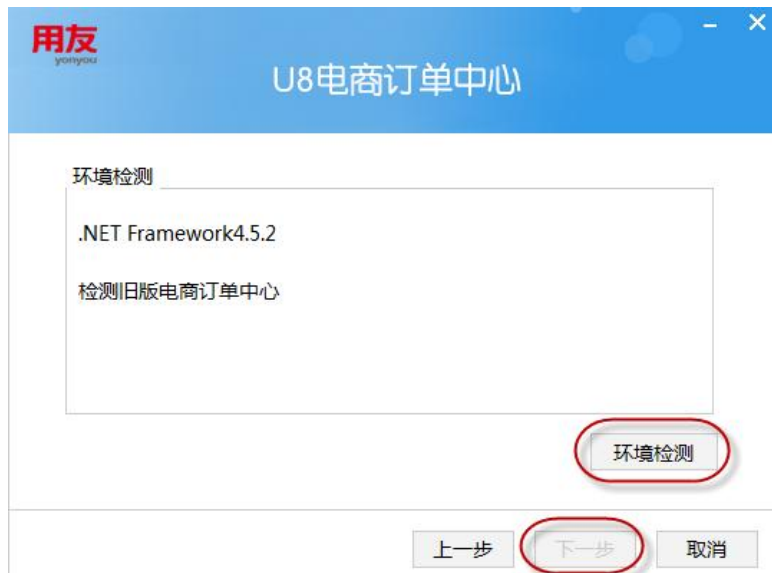 用友
yonyou
U8电商订单中心
环境检测
.NET Framework4.5.2
检测旧版电商订单中心
环境检测
上一步
下一步
取消